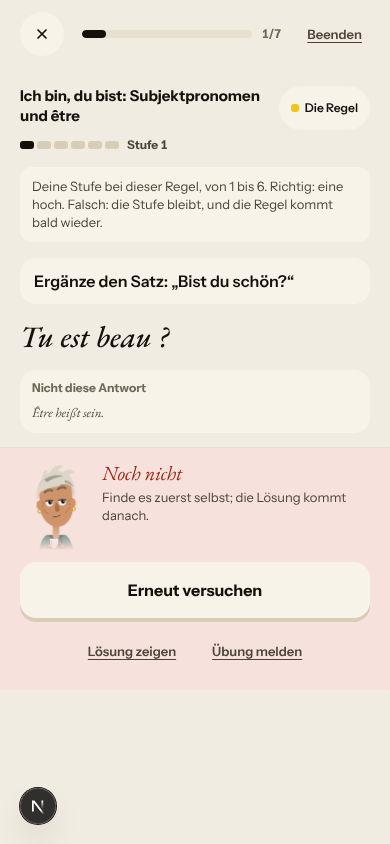 1/7
Beenden
Ich bin, du bist: Subjektpronomen
und être
Die Regel
Stufe 1
Deine Stufe bei dieser Regel, von 1 bis 6. Richtig: eine
hoch. Falsch: die Stufe bleibt, und die Regel kommt
bald wieder.
Ergänze den Satz: „Bist du schön?“
Tu est beau ?
Nicht diese Antwort
Être heißt sein.
Noch nicht
Finde es zuerst selbst; die Lösung kommt
danach.
Erneut versuchen
Lösung zeigen
Übung melden
N